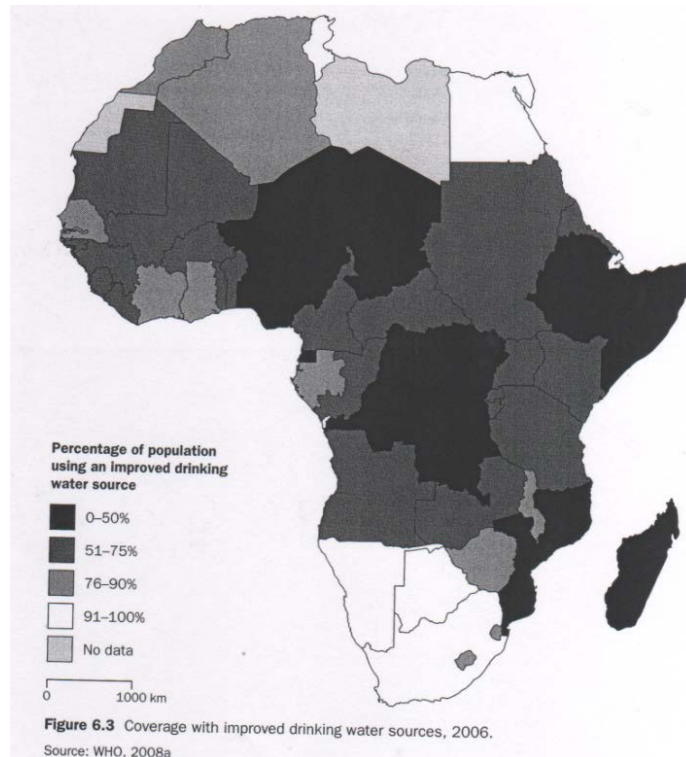 Percentage of population
using an improved drinking
water source
0–50%
51–75%
76–90%
91–100%
No data
0 1000 km
Figure 6.3 Coverage with improved drinking water sources, 2006.
Source: WHO, 2008a